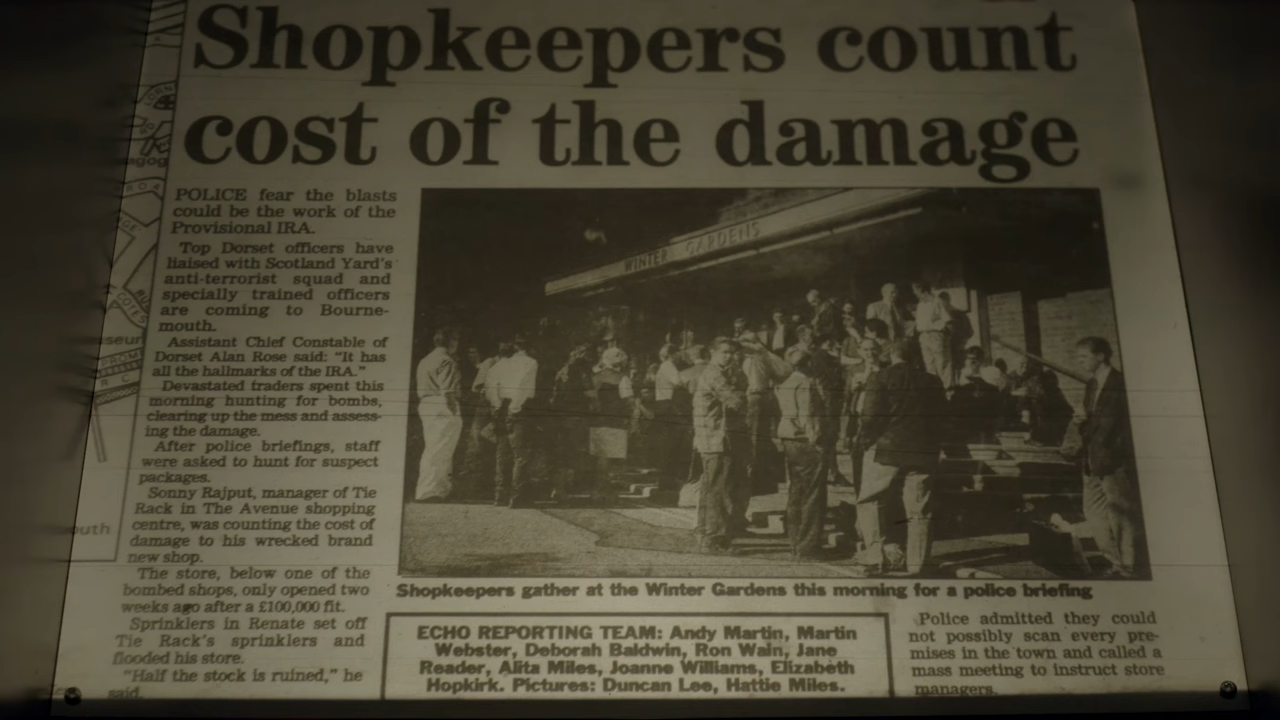 Shopkeepers count
cost of the damage
POLICE fear the blasts
could be the work of the
Provisional IRA.
Top Dorset officers have
liaised with Scotland Yard's
anti-terrorist squad and
specially trained officers
are coming to Bourne-
mouth.
Assistant Chief Constable of
Dorset Alan Rose said: "It has
all the hallmarks of the IRA."
Devastated traders spent this
morning hunting for bombs,
clearing up the mess and assess-
ing the damage.
After police briefings, staff
were asked to hunt for suspect
packages.
Sonny Rajput, manager of Tie
Rack in The Avenue shopping
centre, was counting the cost of
damage to his wrecked brand
new shop.
The store, below one of the
bombed shops, only opened two
weeks ago after a £100,000 fit.
Sprinklers in Renate set off
Tie Rack's sprinklers and
flooded his store.
"Half the stock is ruined," he
said.
WINTER GARDENS
Shopkeepers gather at the Winter Gardens this morning for a police briefing
ECHO REPORTING TEAM: Andy Martin, Martin
Webster, Deborah Baldwin, Ron Wain, Jane
Reader, Alita Miles, Joanne Williams, Elizabeth
Hopkirk. Pictures: Duncan Lee, Hattie Miles.
Police admitted they could
not possibly scan every pre-
mises in the town and called a
mass meeting to instruct store
managers.